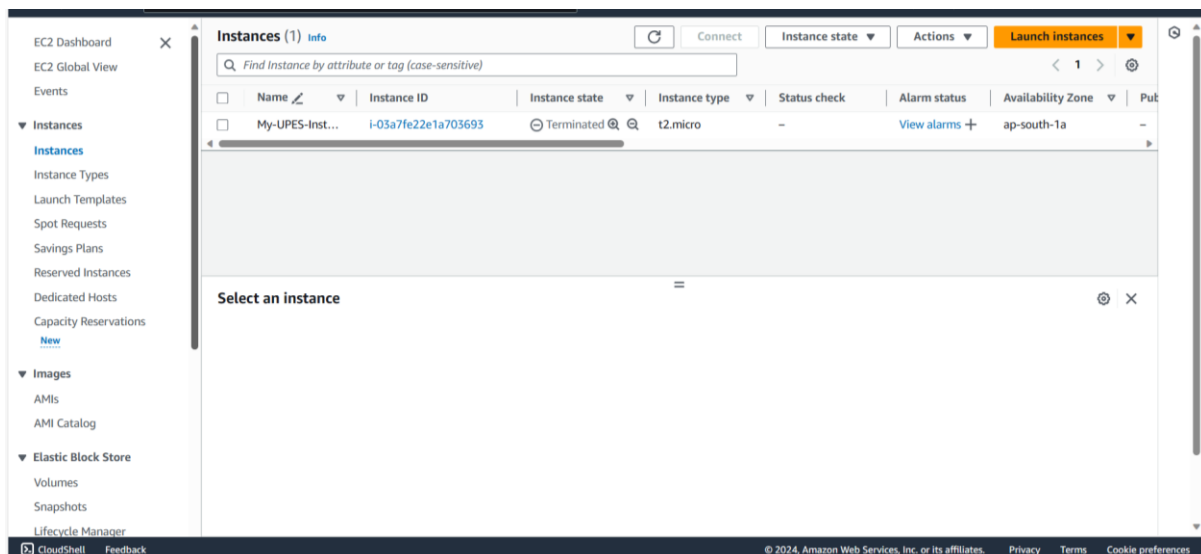 EC2 Dashboard
EC2 Global View
Events
Instances
Instances
Instance Types
Launch Templates
Spot Requests
Savings Plans
Reserved Instances
Dedicated Hosts
Capacity Reservations
New
Images
AMIs
AMI Catalog
Elastic Block Store
Volumes
Snapshots
Lifecycle Manager
Instances (1) Info
Connect Instance state Actions Launch instances
Find Instance by attribute or tag (case-sensitive)
1
Name Instance ID Instance state Instance type Status check Alarm status Availability Zone Pub
My-UPES-Inst... i-03a7fe22e1a703693 Terminated t2.micro – View alarms + ap-south-1a –
Select an instance
CloudShell Feedback © 2024, Amazon Web Services, Inc. or its affiliates. Privacy Terms Cookie preferences